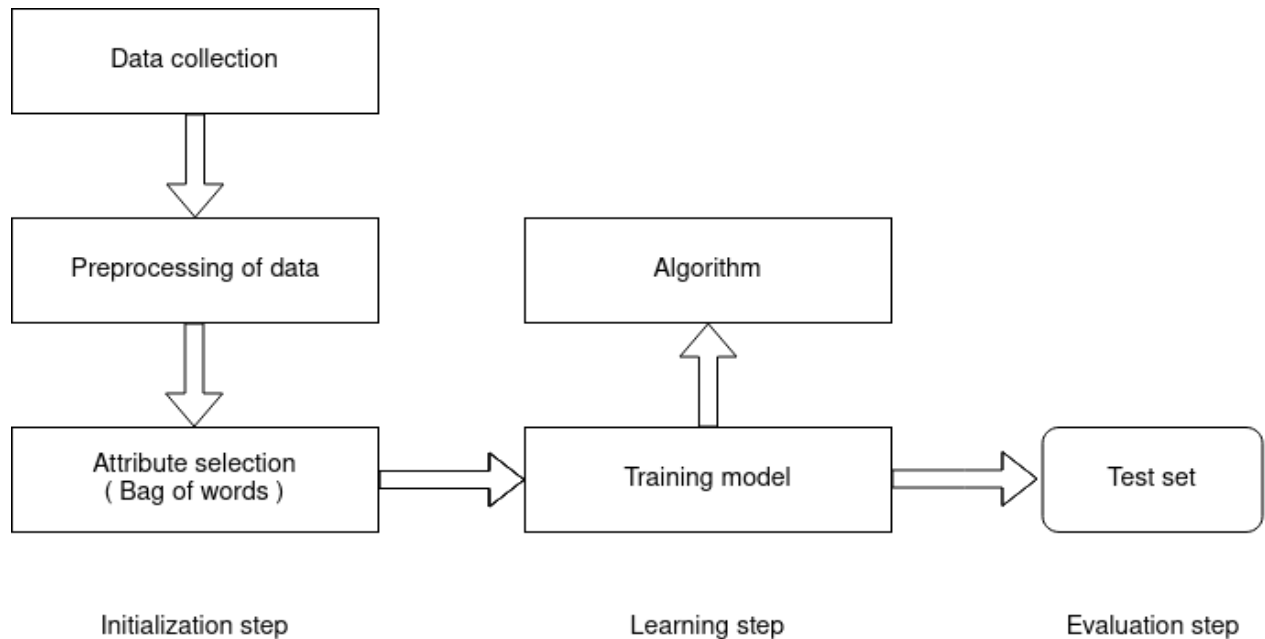 Data collection
Preprocessing of data
Algorithm
Attribute selection
( Bag of words )
Training model
Test set
Initialization step
Learning step
Evaluation step